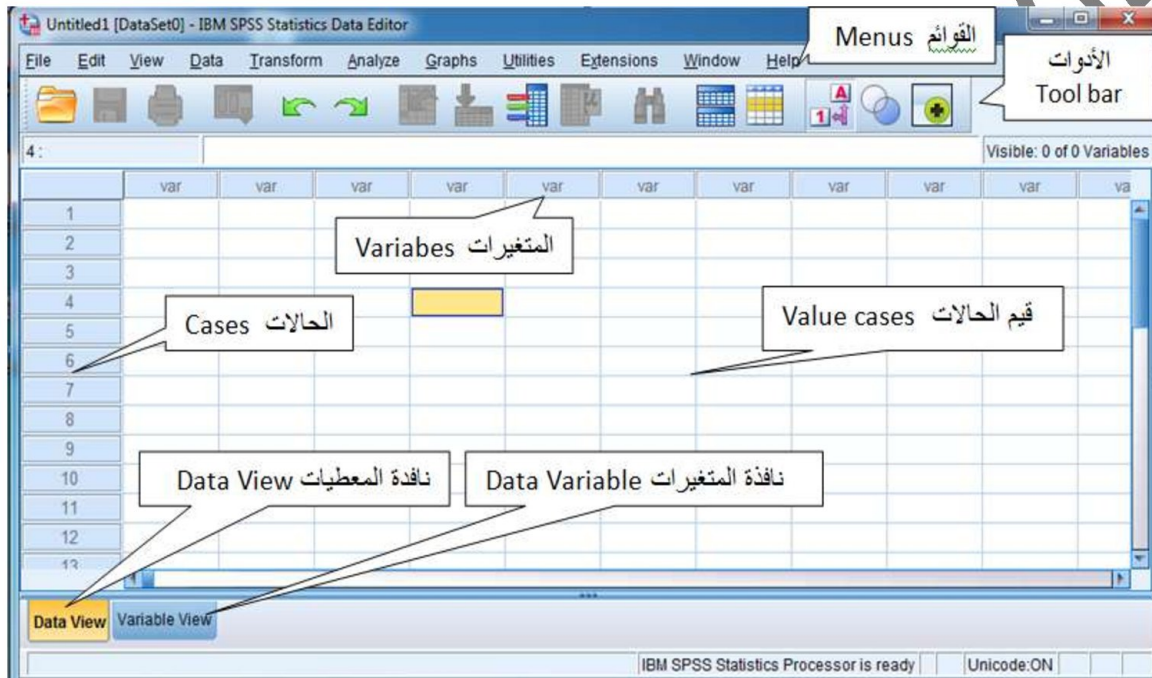 Untitled1 [DataSet0] - IBM SPSS Statistics Data Editor
القوائم Menus
File Edit View Data Transform Analyze Graphs Utilities Extensions Window Help
الأدوات
Tool bar
4 :
Visible: 0 of 0 Variables
var var var var var var var var var var va
1
2
المتغيرات Variabes
3
4
الحالات Cases
قيم الحالات Value cases
5
6
7
8
9
10
نافدة المعطيات Data View
نافذة المتغيرات Data Variable
11
12
13
Data View Variable View
IBM SPSS Statistics Processor is ready Unicode:ON